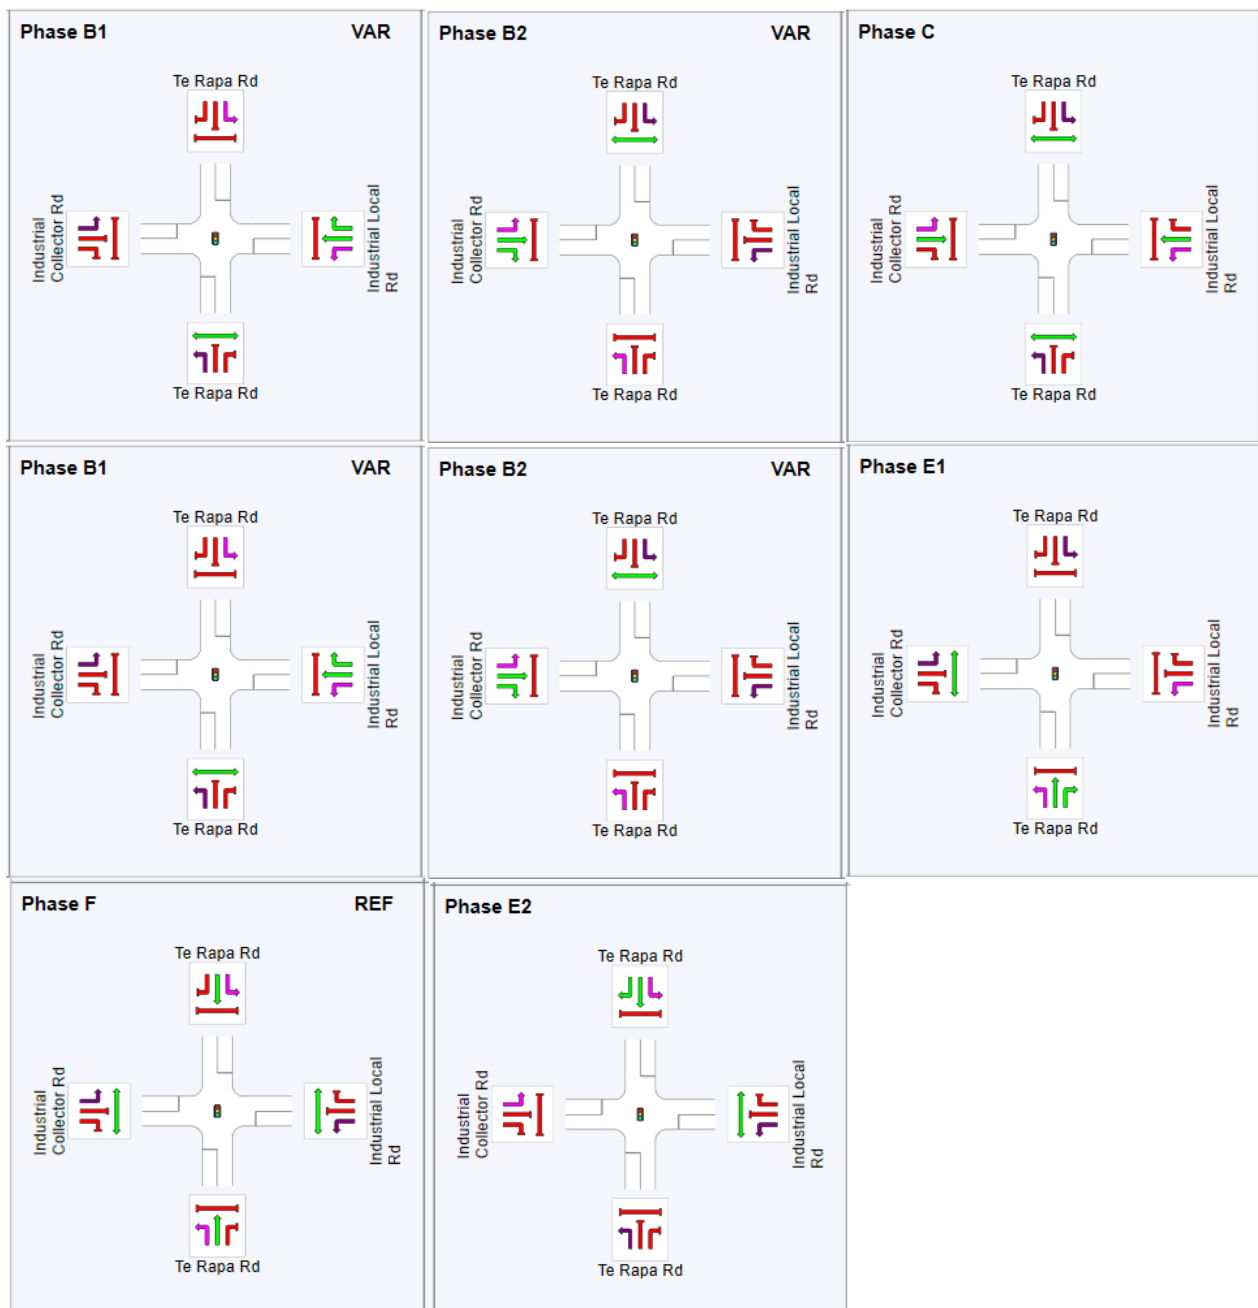 Phase B1 VAR
Te Rapa Rd
Industrial
Collector Rd
Industrial Local
Rd
Te Rapa Rd
Phase B2 VAR
Te Rapa Rd
Industrial
Collector Rd
Industrial Local
Rd
Te Rapa Rd
Phase C
Te Rapa Rd
Industrial
Collector Rd
Industrial Local
Rd
Te Rapa Rd
Phase B1 VAR
Te Rapa Rd
Industrial
Collector Rd
Industrial Local
Rd
Te Rapa Rd
Phase B2 VAR
Te Rapa Rd
Industrial
Collector Rd
Industrial Local
Rd
Te Rapa Rd
Phase E1
Te Rapa Rd
Industrial
Collector Rd
Industrial Local
Rd
Te Rapa Rd
Phase F REF
Te Rapa Rd
Industrial
Collector Rd
Industrial Local
Rd
Te Rapa Rd
Phase E2
Te Rapa Rd
Industrial
Collector Rd
Industrial Local
Rd
Te Rapa Rd